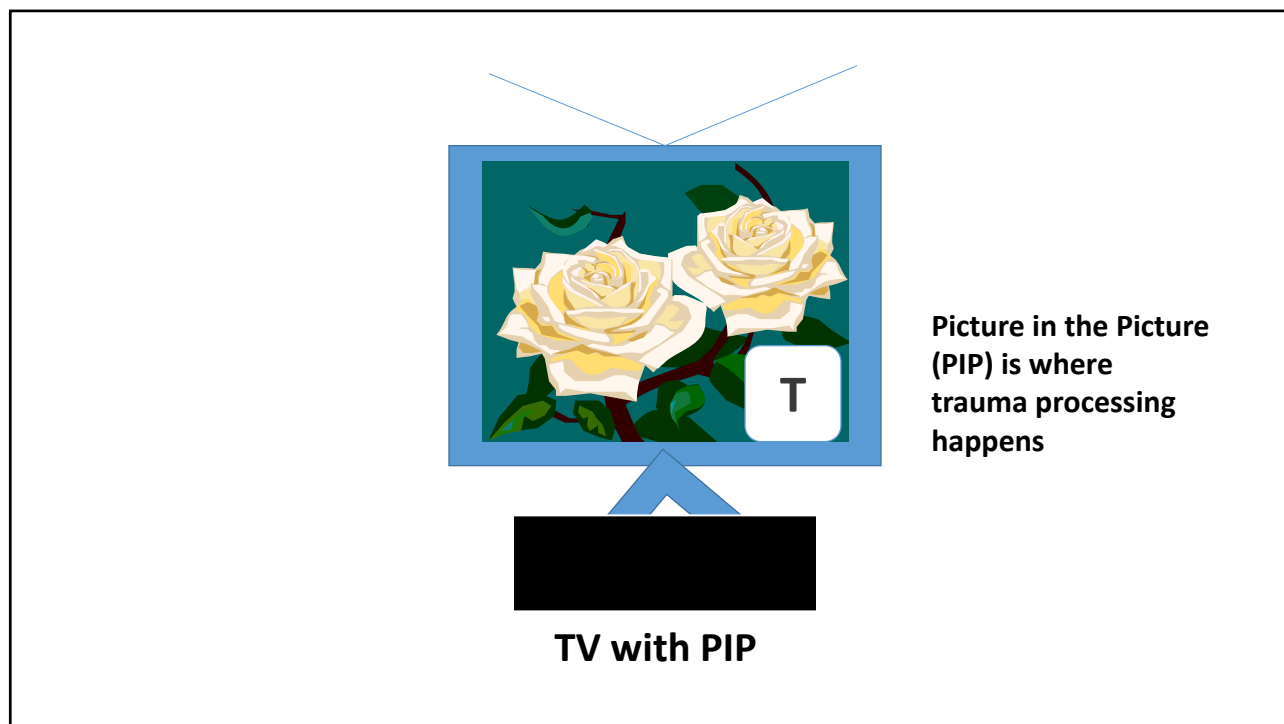 Picture in the Picture
(PIP) is where
trauma processing
happens
T
TV with PIP